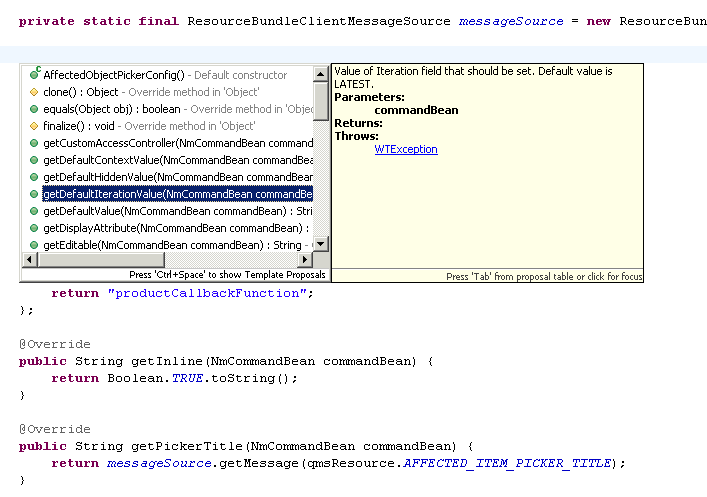 private static final ResourceBundleClientMessageSource messageSource = new ResourceBun
AffectedObjectPickerConfig() - Default constructor
clone() : Object - Override method in 'Object'
equals(Object obj) : boolean - Override method in 'Objec
finalize() : void - Override method in 'Object'
getCustomAccessController(NmCommandBean command
getDefaultContextValue(NmCommandBean commandBea
getDefaultHiddenValue(NmCommandBean commandBean
getDefaultIterationValue(NmCommandBean commandBe
getDefaultValue(NmCommandBean commandBean) : Stri
getDisplayAttribute(NmCommandBean commandBean) :
getEditable(NmCommandBean commandBean) : String -
Press 'Ctrl+Space' to show Template Proposals
Value of Iteration field that should be set. Default value is
LATEST.
Parameters:
commandBean
Returns:
Throws:
WTException
Press 'Tab' from proposal table or click for focus
return "productCallbackFunction";
};
@Override
public String getInline(NmCommandBean commandBean) {
return Boolean.TRUE.toString();
}
@Override
public String getPickerTitle(NmCommandBean commandBean) {
return messageSource.getMessage(qmsResource.AFFECTED_ITEM_PICKER_TITLE);
}